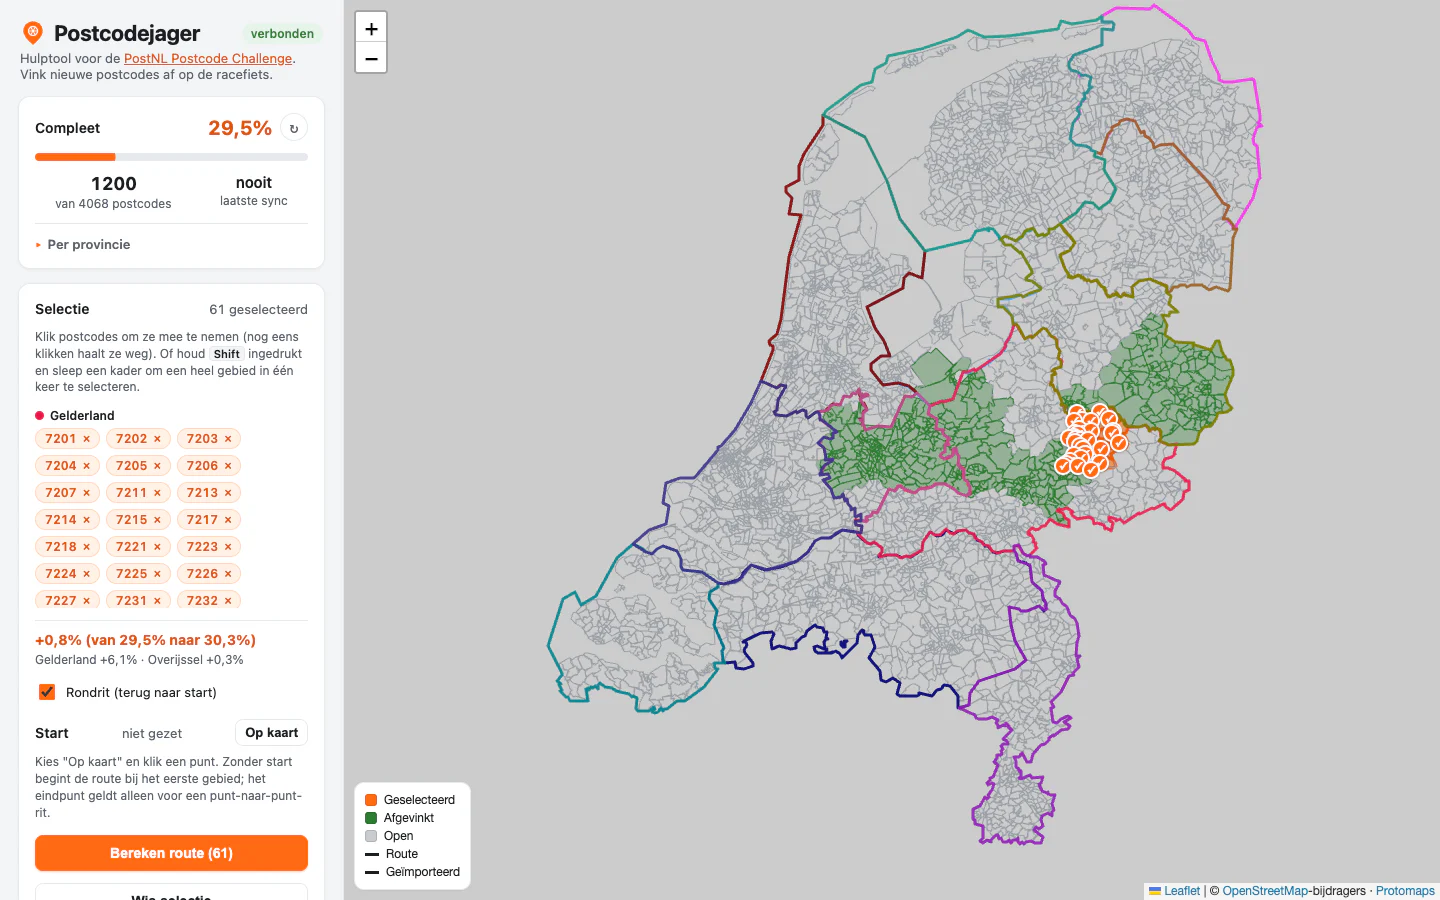 Postcodejager
verbonden
Hulptool voor de PostNL Postcode Challenge.
Vink nieuwe postcodes af op de racefiets.
Compleet
29,5%
↻
1200
van 4068 postcodes
nooit
laatste sync
▸ Per provincie
Selectie
61 geselecteerd
Klik postcodes om ze mee te nemen (nog eens
klikken haalt ze weg). Of houd Shift ingedrukt
en sleep een kader om een heel gebied in één
keer te selecteren.
Gelderland
7201 × 7202 × 7203 ×
7204 × 7205 × 7206 ×
7207 × 7211 × 7213 ×
7214 × 7215 × 7217 ×
7218 × 7221 × 7223 ×
7224 × 7225 × 7226 ×
7227 × 7231 × 7232 ×
+0,8% (van 29,5% naar 30,3%)
Gelderland +6,1% · Overijssel +0,3%
Rondrit (terug naar start)
Start
niet gezet
Op kaart
Kies "Op kaart" en klik een punt. Zonder start
begint de route bij het eerste gebied; het
eindpunt geldt alleen voor een punt-naar-punt-
rit.
Bereken route (61)
Wis selectie
+
−
Geselecteerd
Afgevinkt
Open
Route
Geïmporteerd
Leaflet | © OpenStreetMap-bijdragers · Protomaps